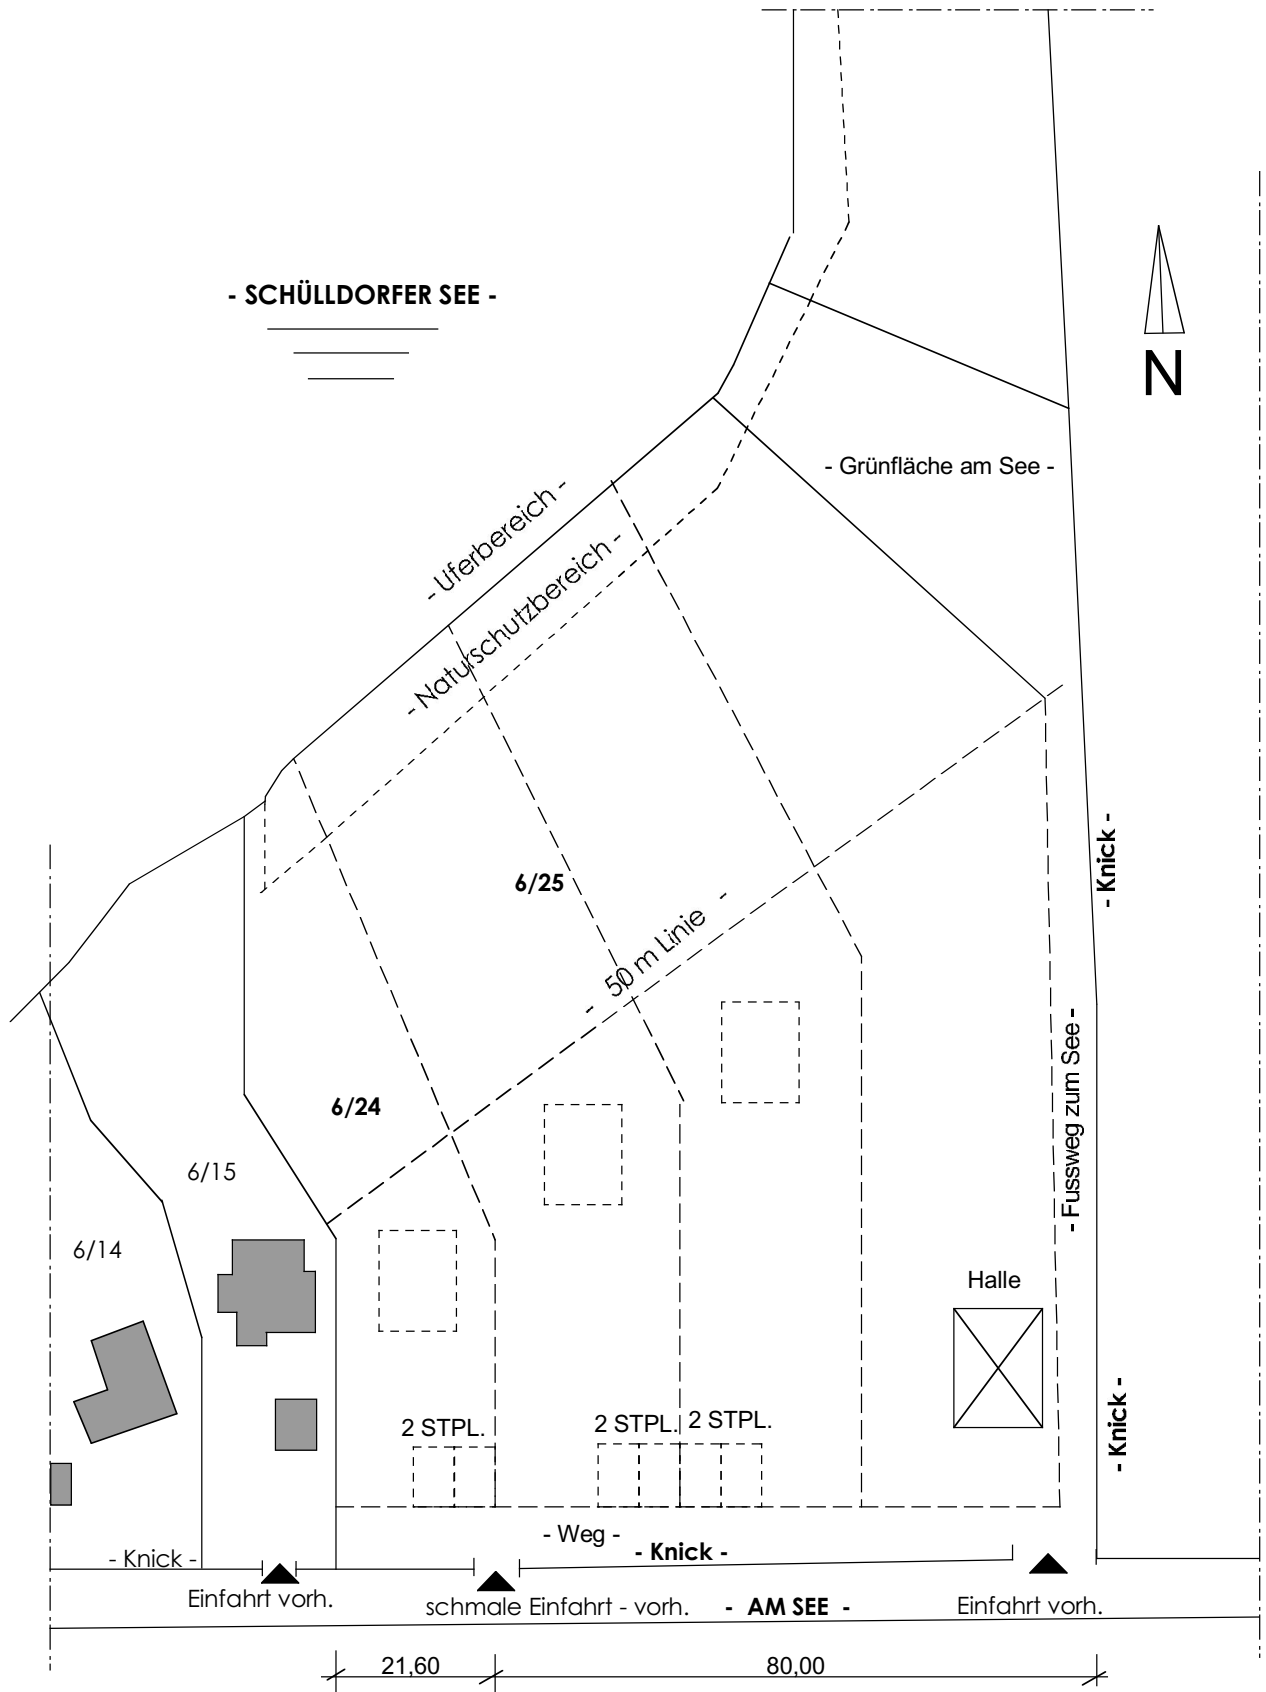 - SCHÜLLDORFER SEE -
N
- Grünfläche am See -
- Uferbereich -
- Naturschutzbereich -
- Knick -
6/25
- 50 m Linie -
6/24
- Fussweg zum See -
6/15
6/14
Halle
- Knick -
2 STPL.
2 STPL.
2 STPL.
- Weg -
- Knick -
- Knick -
Einfahrt vorh.
schmale Einfahrt - vorh.
- AM SEE -
Einfahrt vorh.
21,60
80,00